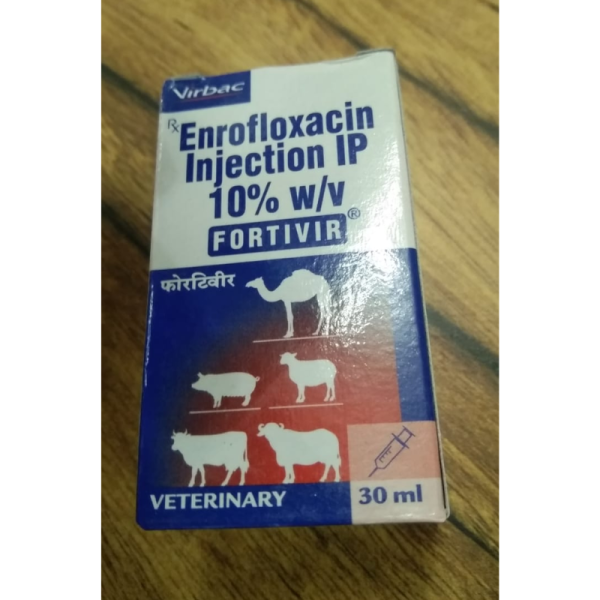 Virbac
Rx Enrofloxacin
Injection IP
10% w/v
FORTIVIR®
फोरटिवीर
VETERINARY
30 ml